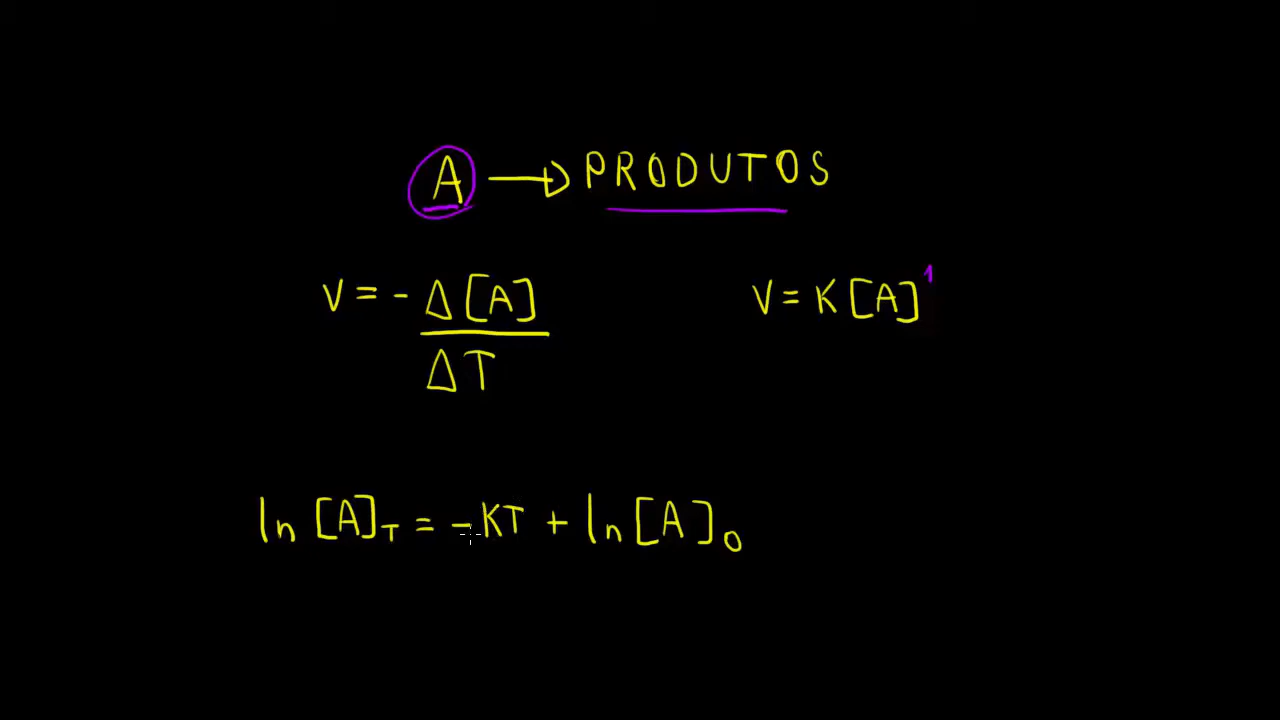 A → PRODUTOS
V = - Δ[A] / ΔT
V = K[A]¹
ln [A]T = -KT + ln [A]0